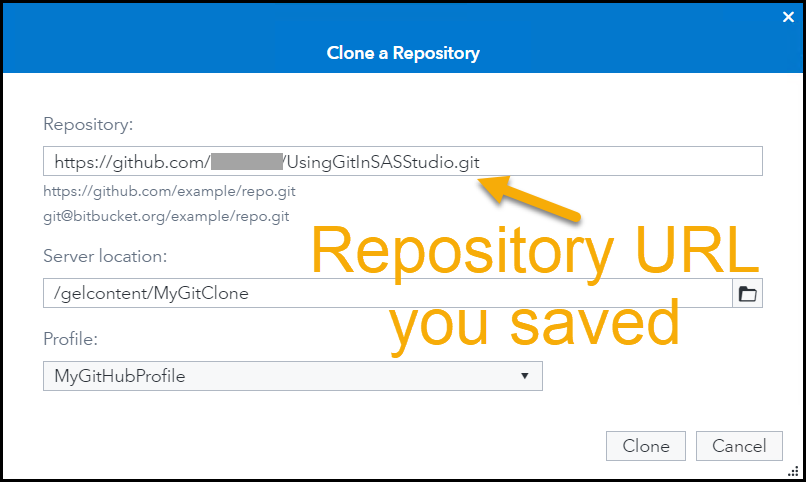 Clone a Repository
Repository:
https://github.com/ /UsingGitInSASStudio.git
https://github.com/example/repo.git
git@bitbucket.org/example/repo.git
Repository URL
you saved
Server location:
/gelcontent/MyGitClone
Profile:
MyGitHubProfile
Clone Cancel